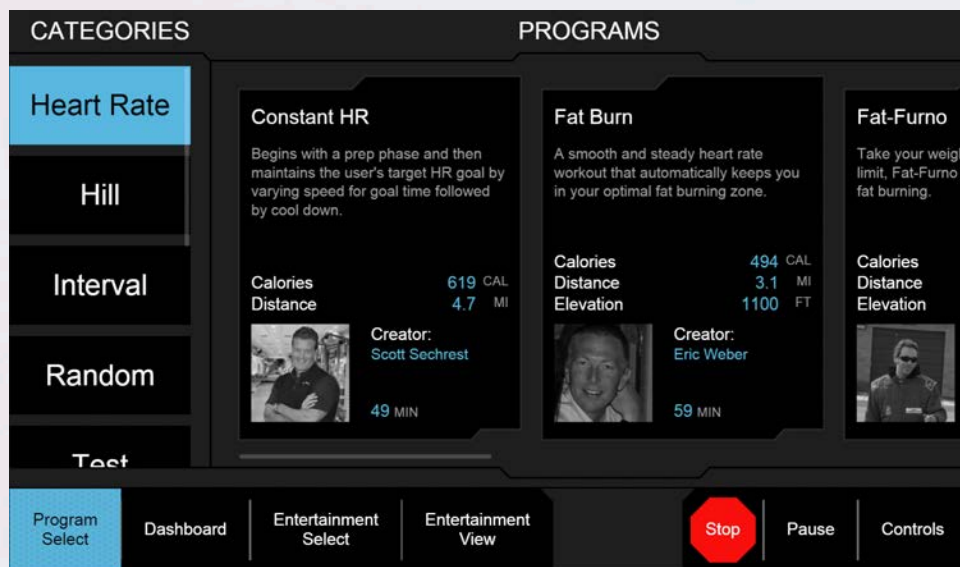 CATEGORIES
PROGRAMS
Heart Rate
Hill
Interval
Random
Test
Constant HR
Begins with a prep phase and then
maintains the user's target HR goal by
varying speed for goal time followed
by cool down.
Calories 619 CAL
Distance 4.7 MI
Creator:
Scott Sechrest
49 MIN
Fat Burn
A smooth and steady heart rate
workout that automatically keeps you
in your optimal fat burning zone.
Calories 494 CAL
Distance 3.1 MI
Elevation 1100 FT
Creator:
Eric Weber
59 MIN
Fat-Furno
Take your
limit, Fat-Furno
fat burning.
Calories
Distance
Elevation
Program
Select
Dashboard
Entertainment
Select
Entertainment
View
Stop
Pause
Controls